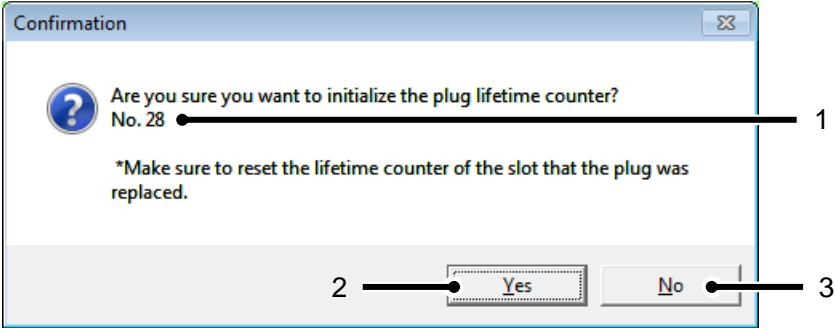 Confirmation
Are you sure you want to initialize the plug lifetime counter?
No. 28
1
*Make sure to reset the lifetime counter of the slot that the plug was
replaced.
2
Yes
No
3